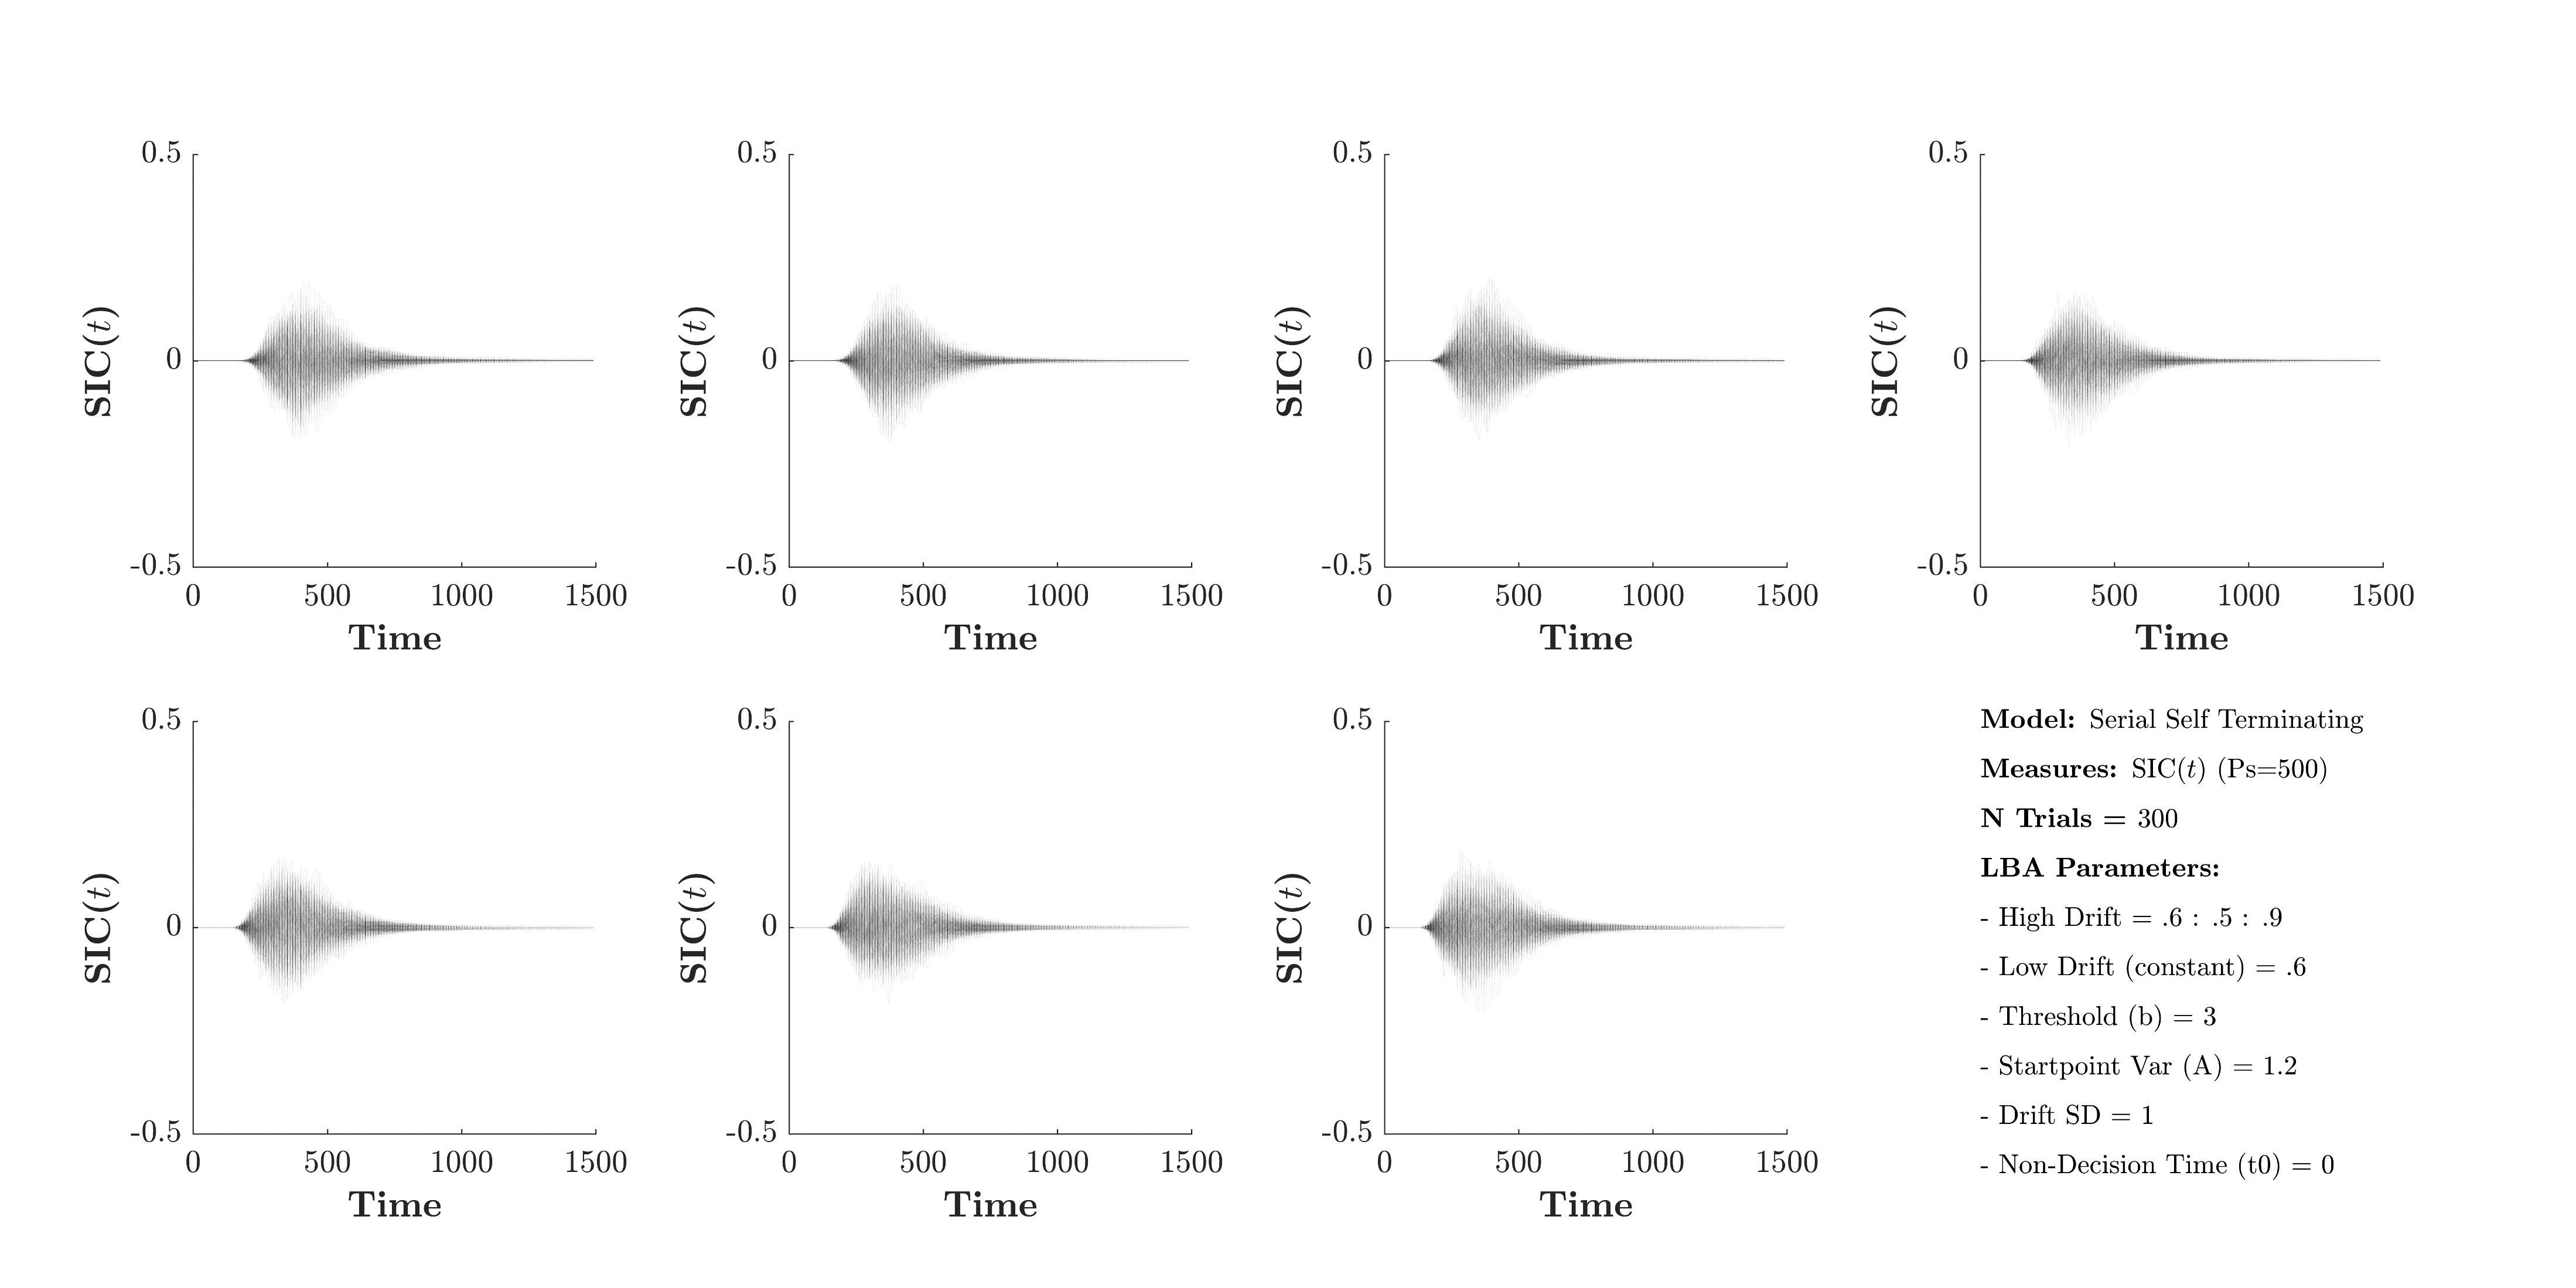 0.5
0
-0.5
SIC(t)
0 500 1000 1500
Time
0.5
0
-0.5
SIC(t)
0 500 1000 1500
Time
0.5
0
-0.5
SIC(t)
0 500 1000 1500
Time
0.5
0
-0.5
SIC(t)
0 500 1000 1500
Time
0.5
0
-0.5
SIC(t)
0 500 1000 1500
Time
0.5
0
-0.5
SIC(t)
0 500 1000 1500
Time
0.5
0
-0.5
SIC(t)
0 500 1000 1500
Time
Model: Serial Self Terminating
Measures: SIC(t) (Ps=500)
N Trials = 300
LBA Parameters:
- High Drift = .6 : .5 : .9
- Low Drift (constant) = .6
- Threshold (b) = 3
- Startpoint Var (A) = 1.2
- Drift SD = 1
- Non-Decision Time (t0) = 0